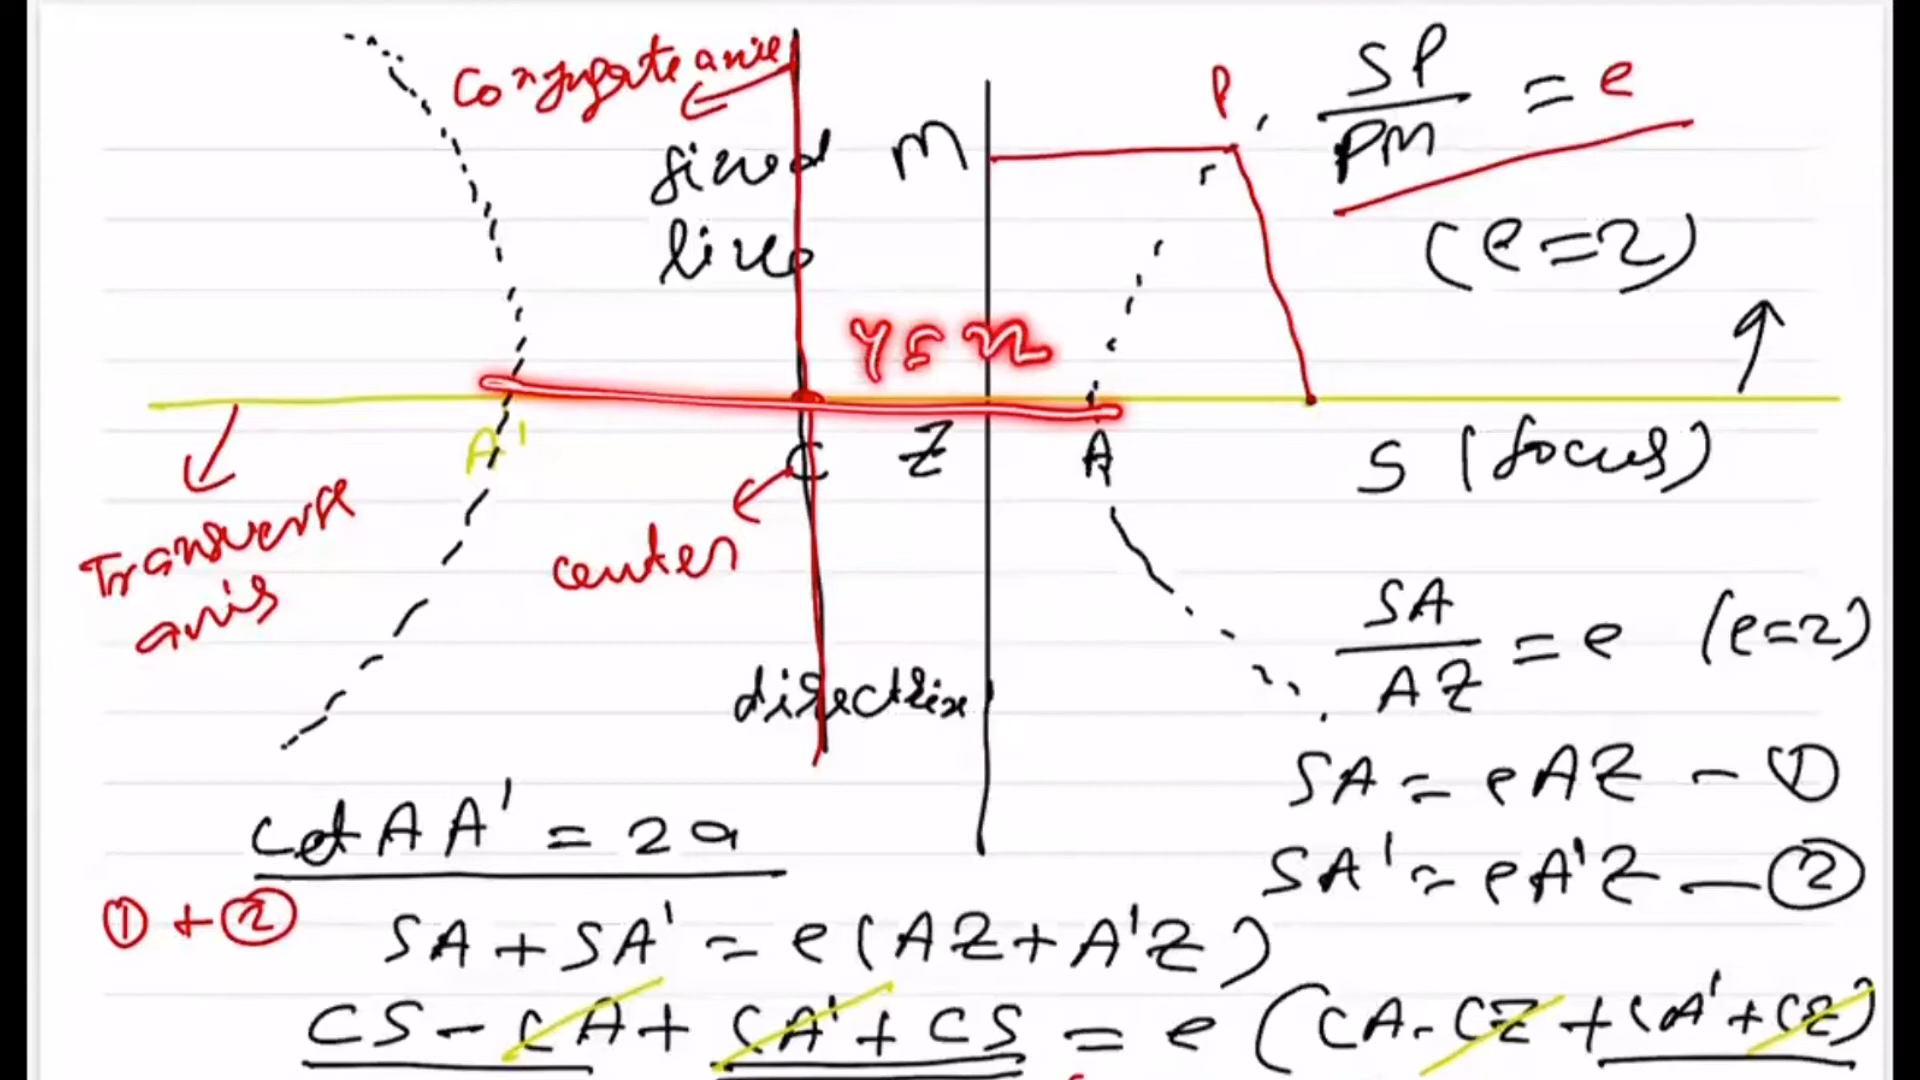 Conjugate axis
fixed
line
M
P
SP/PM = e
(e=2)
A'
C
Z
A
S (focus)
Transverse
axis
center
directrix
SA/AZ = e (e=2)
SA = eAZ - ①
SA' = eA'Z - ②
Let AA' = 2a
① + ②
SA + SA' = e(AZ + A'Z)
CS - CA + CA' + CS = e (CA - CZ + CA' + CZ)